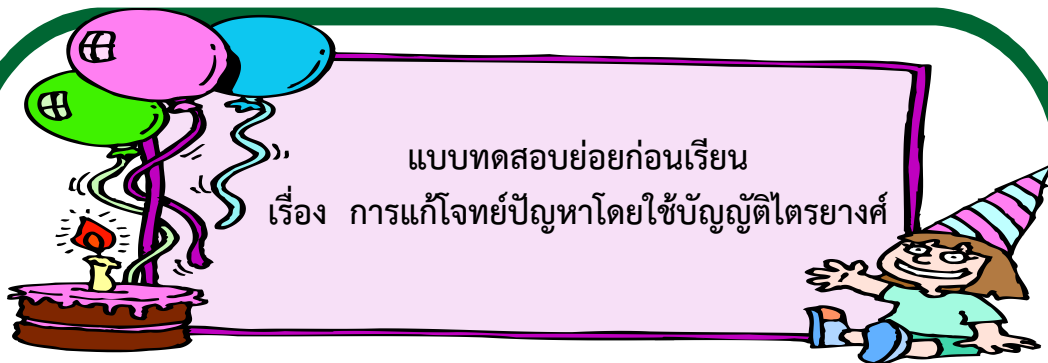 แบบทดสอบย่อยก่อนเรียน
เรื่อง การแก้โจทย์ปัญหาโดยใช้บัญญัติไตรยางศ์